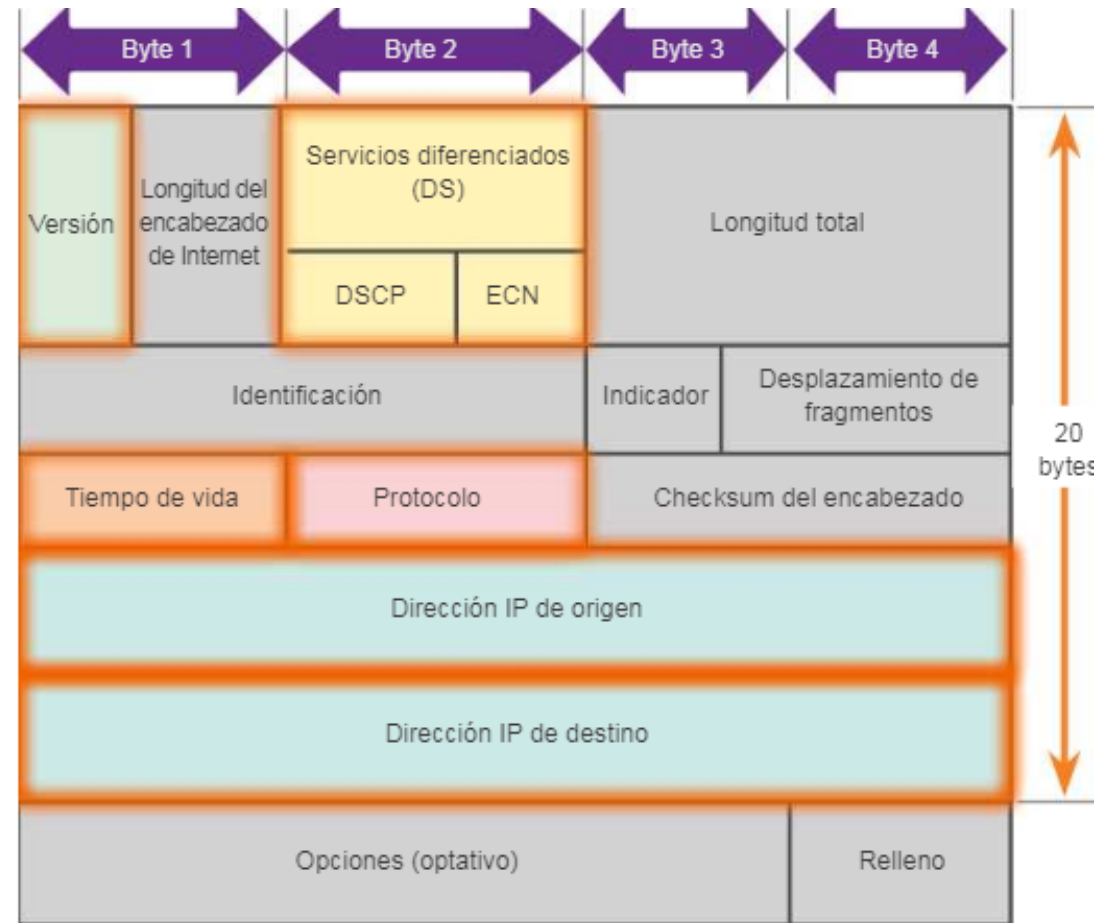 Byte 1
Byte 2
Byte 3
Byte 4
Versión
Longitud del
encabezado
de Internet
Servicios diferenciados
(DS)
DSCP
ECN
Longitud total
Identificación
Indicador
Desplazamiento de
fragmentos
20
bytes
Tiempo de vida
Protocolo
Checksum del encabezado
Dirección IP de origen
Dirección IP de destino
Opciones (optativo)
Relleno